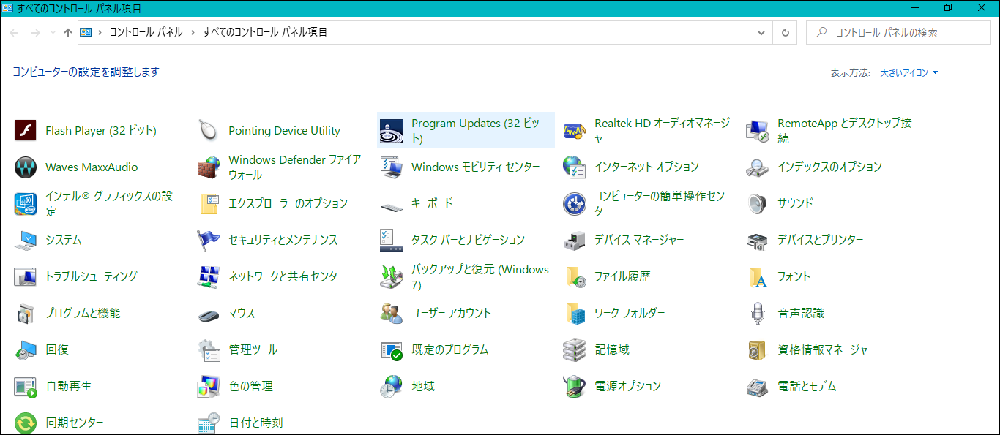 すべてのコントロール パネル項目
コントロール パネル › すべてのコントロール パネル項目
コントロール パネルの検索
コンピューターの設定を調整します
表示方法: 大きいアイコン
Flash Player (32 ビット)
Pointing Device Utility
Program Updates (32 ビッ
ト)
Realtek HD オーディオマネージ
ャ
RemoteApp とデスクトップ接
続
Waves MaxxAudio
Windows Defender ファイア
ウォール
Windows モビリティ センター
インターネット オプション
インデックスのオプション
インテル® グラフィックスの設
定
エクスプローラーのオプション
キーボード
コンピューターの簡単操作セン
ター
サウンド
システム
セキュリティとメンテナンス
タスク バーとナビゲーション
デバイス マネージャー
デバイスとプリンター
トラブルシューティング
ネットワークと共有センター
バックアップと復元 (Windows
7)
ファイル履歴
フォント
プログラムと機能
マウス
ユーザー アカウント
ワーク フォルダー
音声認識
回復
管理ツール
既定のプログラム
記憶域
資格情報マネージャー
自動再生
色の管理
地域
電源オプション
電話とモデム
同期センター
日付と時刻